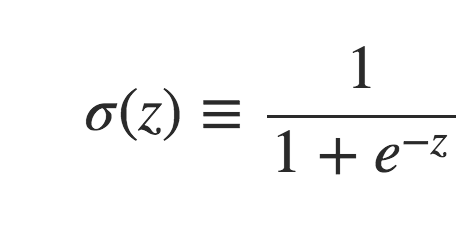 σ(z) ≡ 1 / (1 + e^{−z})